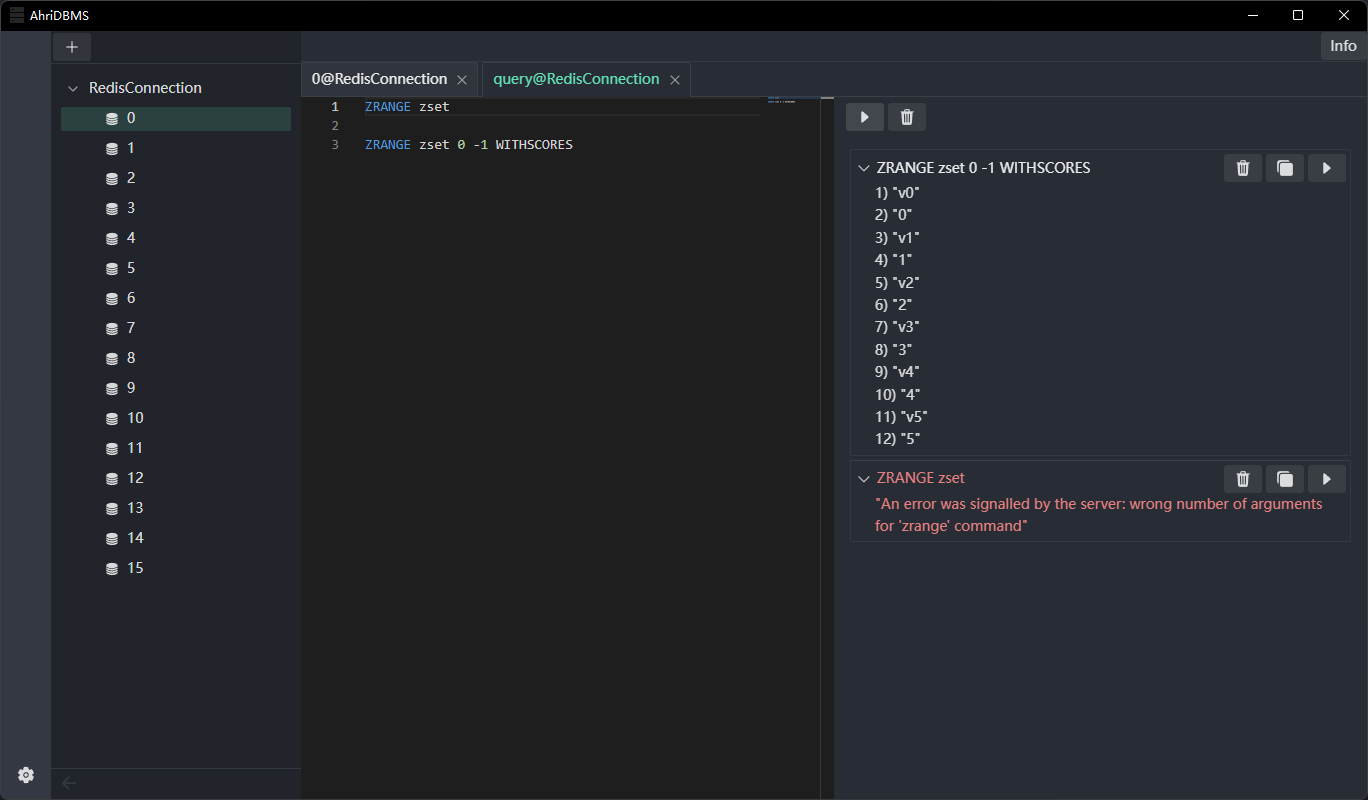 AhriDBMS
Info
RedisConnection
0
1
2
3
4
5
6
7
8
9
10
11
12
13
14
15
0@RedisConnection
query@RedisConnection
1 ZRANGE zset
2
3 ZRANGE zset 0 -1 WITHSCORES
ZRANGE zset 0 -1 WITHSCORES
1) "v0"
2) "0"
3) "v1"
4) "1"
5) "v2"
6) "2"
7) "v3"
8) "3"
9) "v4"
10) "4"
11) "v5"
12) "5"
ZRANGE zset
"An error was signalled by the server: wrong number of arguments
for 'zrange' command"